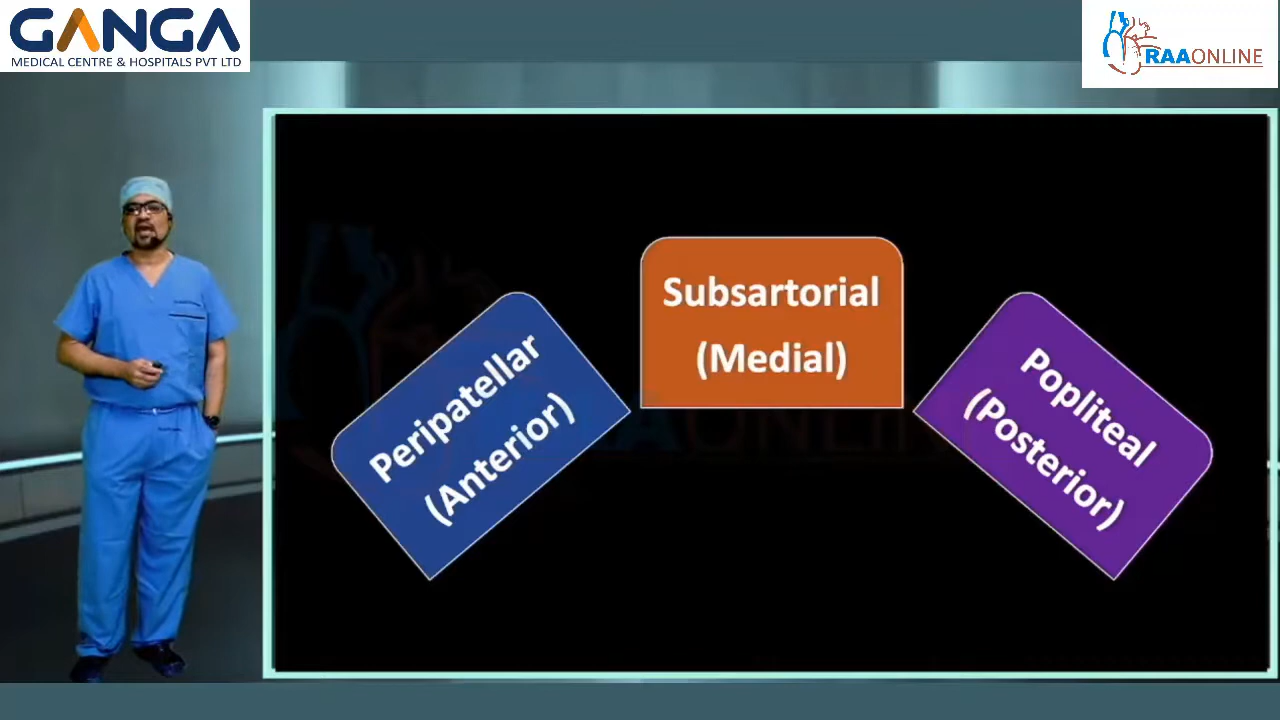 GANGA
MEDICAL CENTRE & HOSPITALS PVT LTD
RAAONLINE
Peripatellar
(Anterior)
Subsartorial
(Medial)
Popliteal
(Posterior)